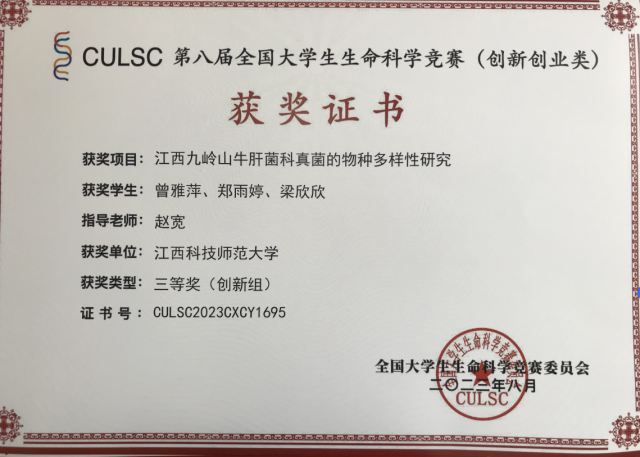 CULSC 第八届全国大学生生命科学竞赛（创新创业类）
获奖证书
获奖项目：江西九岭山牛肝菌科真菌的物种多样性研究
获奖学生：曾雅萍、郑雨婷、梁欣欣
指导老师：赵宽
获奖单位：江西科技师范大学
获奖类型：三等奖（创新组）
证书号：CULSC2023CXCY1695
全国大学生生命科学竞赛委员会
二〇二三年八月
CULSC